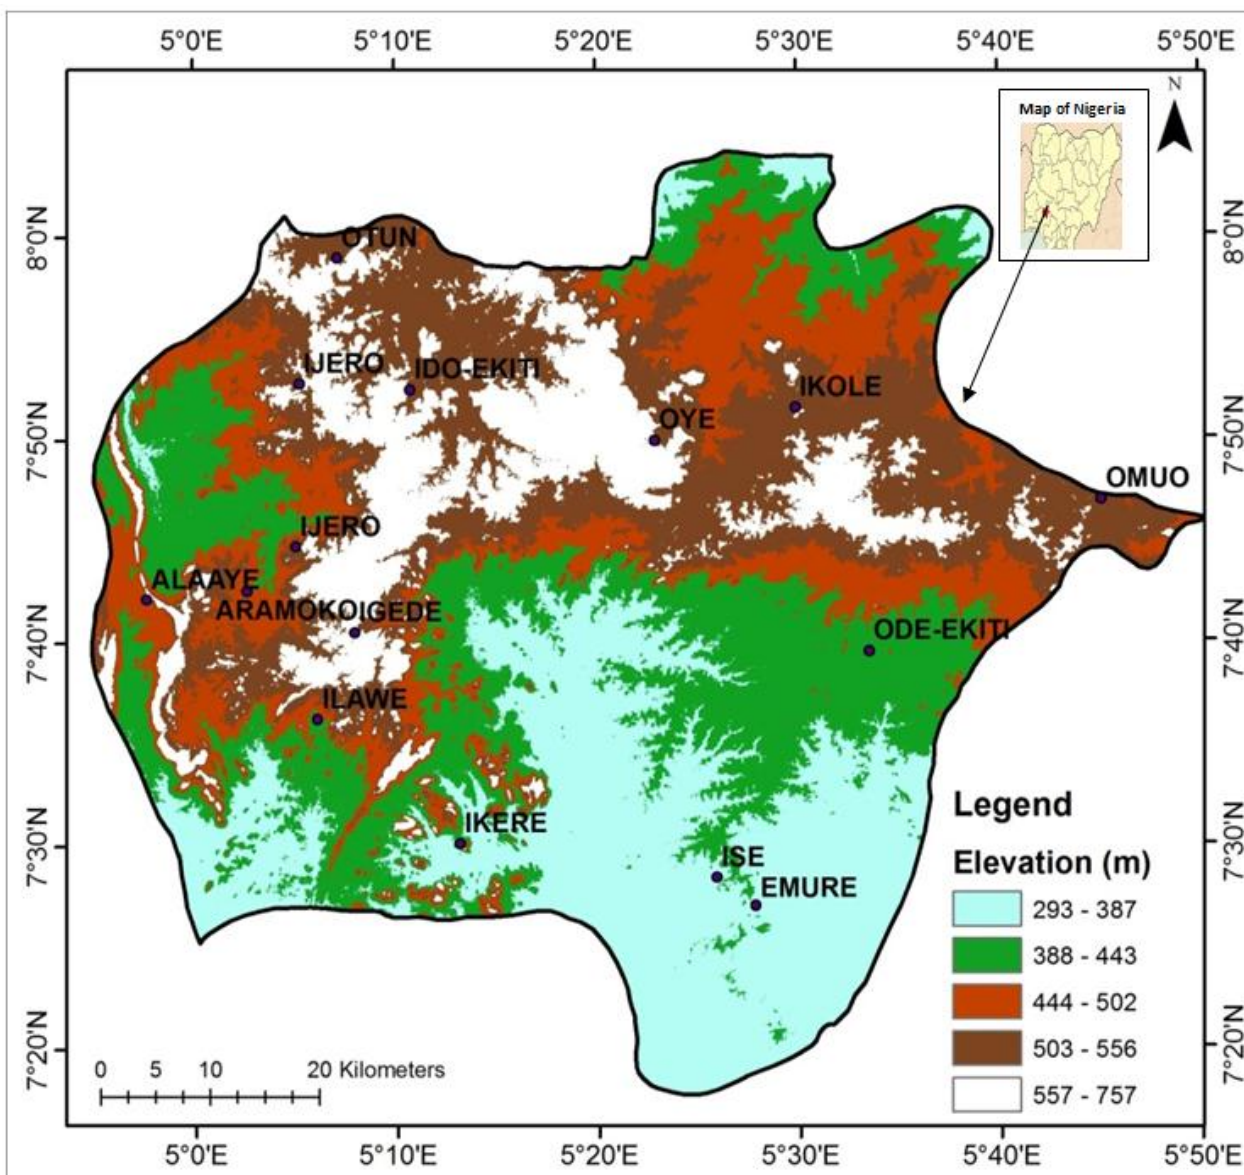 5°0'E 5°10'E 5°20'E 5°30'E 5°40'E 5°50'E
N
Map of Nigeria
8°0'N 8°0'N
OTUN
IJERO IDO-EKITI
IKOLE
OYE
7°50'N 7°50'N
OMUO
IJERO
ALAAYE
ARAMOKO IGEDE
7°40'N 7°40'N
ODE-EKITI
ILAWE
Legend
IKERE
7°30'N 7°30'N
ISE
Elevation (m)
EMURE
293 - 387
388 - 443
444 - 502
7°20'N 7°20'N
503 - 556
0 5 10 20 Kilometers
557 - 757
5°0'E 5°10'E 5°20'E 5°30'E 5°40'E 5°50'E